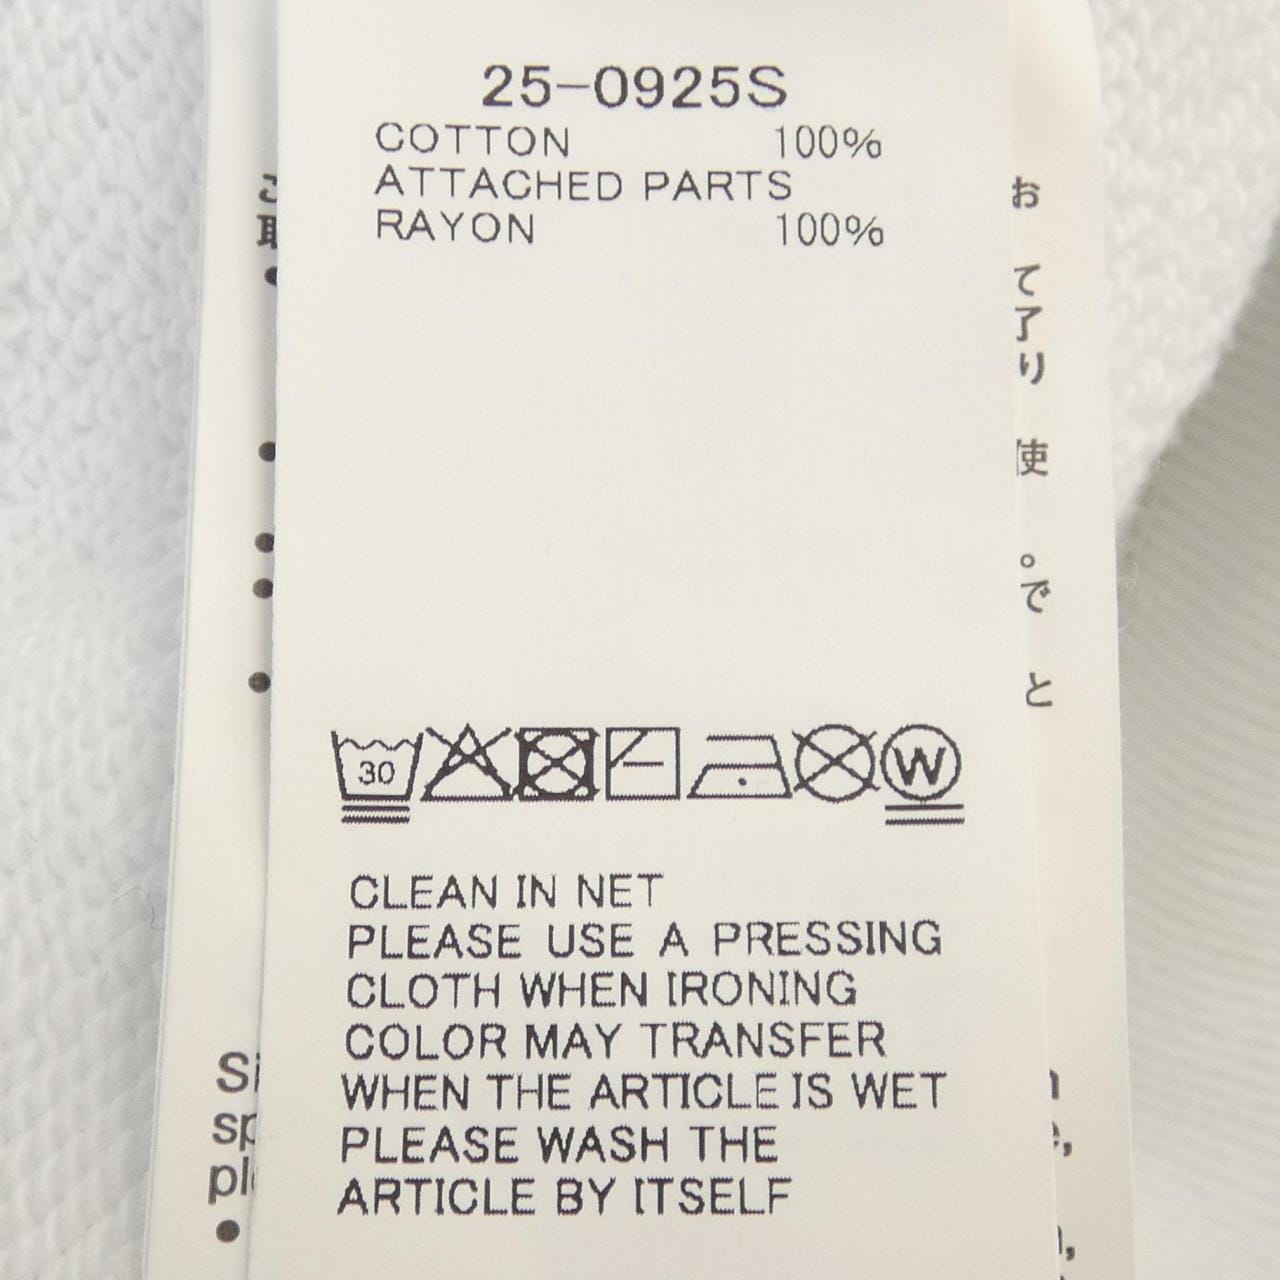 25-0925S
COTTON 100%
ATTACHED PARTS
RAYON 100%
30
W
CLEAN IN NET
PLEASE USE A PRESSING
CLOTH WHEN IRONING
COLOR MAY TRANSFER
WHEN THE ARTICLE IS WET
PLEASE WASH THE
ARTICLE BY ITSELF
お
て
了
り
使
。
で
と